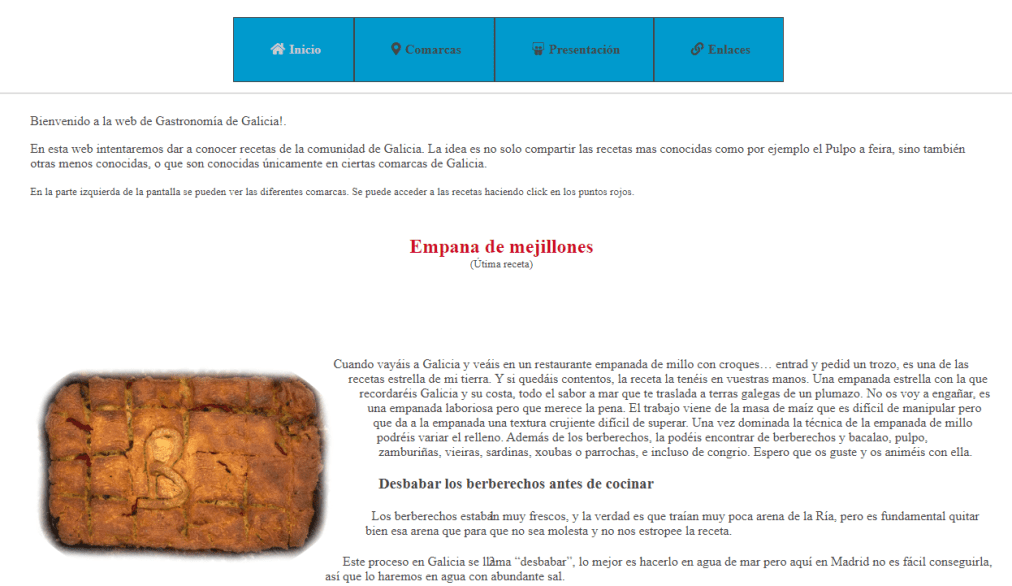 Inicio
Comarcas
Presentación
Enlaces
Bienvenido a la web de Gastronomía de Galicia!.
En esta web intentaremos dar a conocer recetas de la comunidad de Galicia. La idea es no solo compartir las recetas mas conocidas como por ejemplo el Pulpo a feira, sino también
otras menos conocidas, o que son conocidas únicamente en ciertas comarcas de Galicia.
En la parte izquierda de la pantalla se pueden ver las diferentes comarcas. Se puede acceder a las recetas haciendo click en los puntos rojos.
Empana de mejillones
(Útima receta)
Cuando vayáis a Galicia y veáis en un restaurante empanada de millo con croques… entrad y pedid un trozo, es una de las
recetas estrella de mi tierra. Y si quedáis contentos, la receta la tenéis en vuestras manos. Una empanada estrella con la que
recordaréis Galicia y su costa, todo el sabor a mar que te traslada a terras galegas de un plumazo. No os voy a engañar, es
una empanada laboriosa pero que merece la pena. El trabajo viene de la masa de maíz que es difícil de manipular pero
que da a la empanada una textura crujiente difícil de superar. Una vez dominada la técnica de la empanada de millo
podréis variar el relleno. Además de los berberechos, la podéis encontrar de berberechos y bacalao, pulpo,
zamburiñas, vieiras, sardinas, xoubas o parrochas, e incluso de congrio. Espero que os guste y os animéis con ella.
Desbabar los berberechos antes de cocinar
Los berberechos estaban muy frescos, y la verdad es que traían muy poca arena de la Ría, pero es fundamental quitar
bien esa arena que para que no sea molesta y no nos estropee la receta.
Este proceso en Galicia se llama “desbabar”, lo mejor es hacerlo en agua de mar pero aquí en Madrid no es fácil conseguirla,
así que lo haremos en agua con abundante sal.